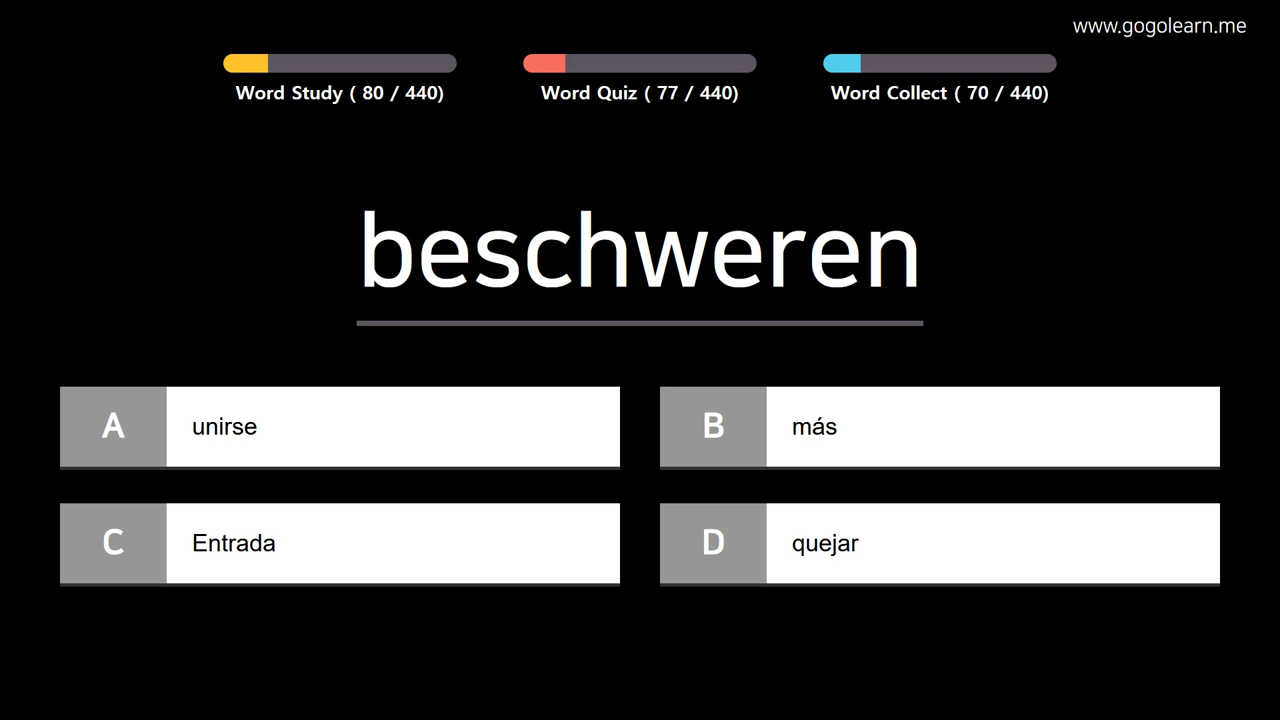 www.gogolearn.me
Word Study ( 80 / 440)
Word Quiz ( 77 / 440)
Word Collect ( 70 / 440)
beschweren
A unirse
B más
C Entrada
D quejar